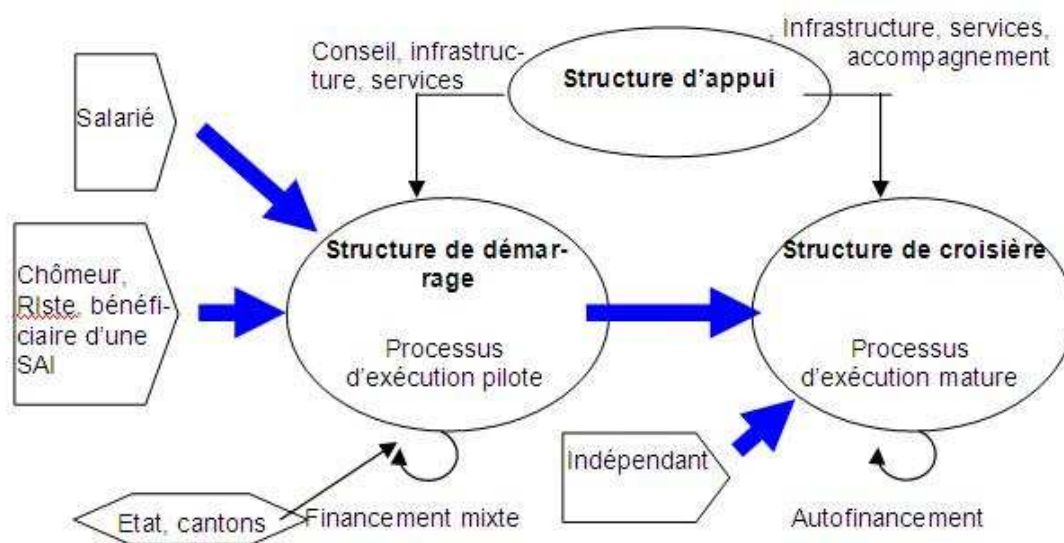 Conseil, infrastruc-
ture, services
Structure d'appui
, Infrastructure, services,
accompagnement
Salarié
Chômeur,
RIste, bénéfi-
ciaire d'une
SAI
Structure de démar-
rage
Processus
d'exécution pilote
Structure de croisière
Processus
d'exécution mature
Indépendant
Etat, cantons
Financement mixte
Autofinancement